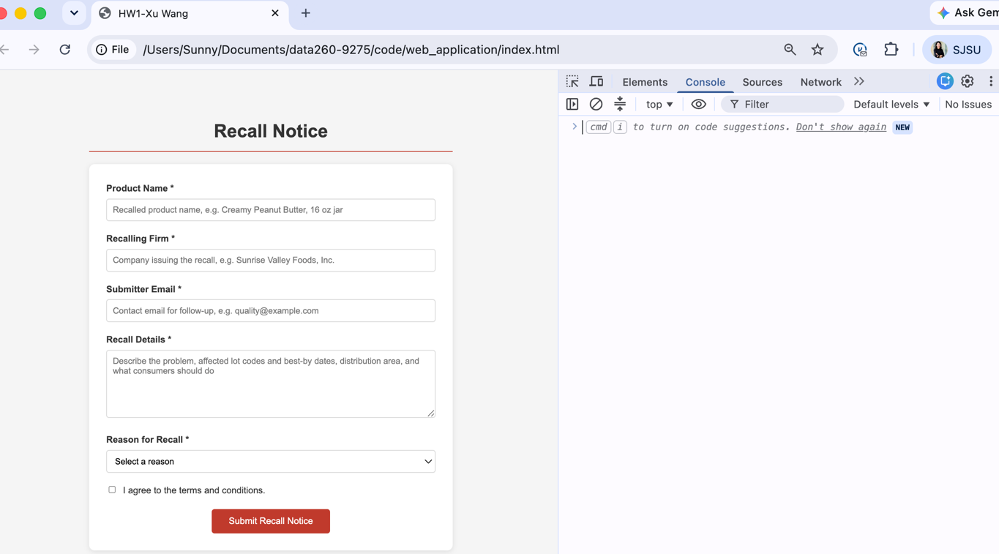 HW1-Xu Wang
Ask Gem
File
/Users/Sunny/Documents/data260-9275/code/web_application/index.html
SJSU
Elements
Console
Sources
Network
top
Filter
Default levels
No Issues
cmd i to turn on code suggestions. Don't show again NEW
Recall Notice
Product Name *
Recalled product name, e.g. Creamy Peanut Butter, 16 oz jar
Recalling Firm *
Company issuing the recall, e.g. Sunrise Valley Foods, Inc.
Submitter Email *
Contact email for follow-up, e.g. quality@example.com
Recall Details *
Describe the problem, affected lot codes and best-by dates, distribution area, and
what consumers should do
Reason for Recall *
Select a reason
I agree to the terms and conditions.
Submit Recall Notice